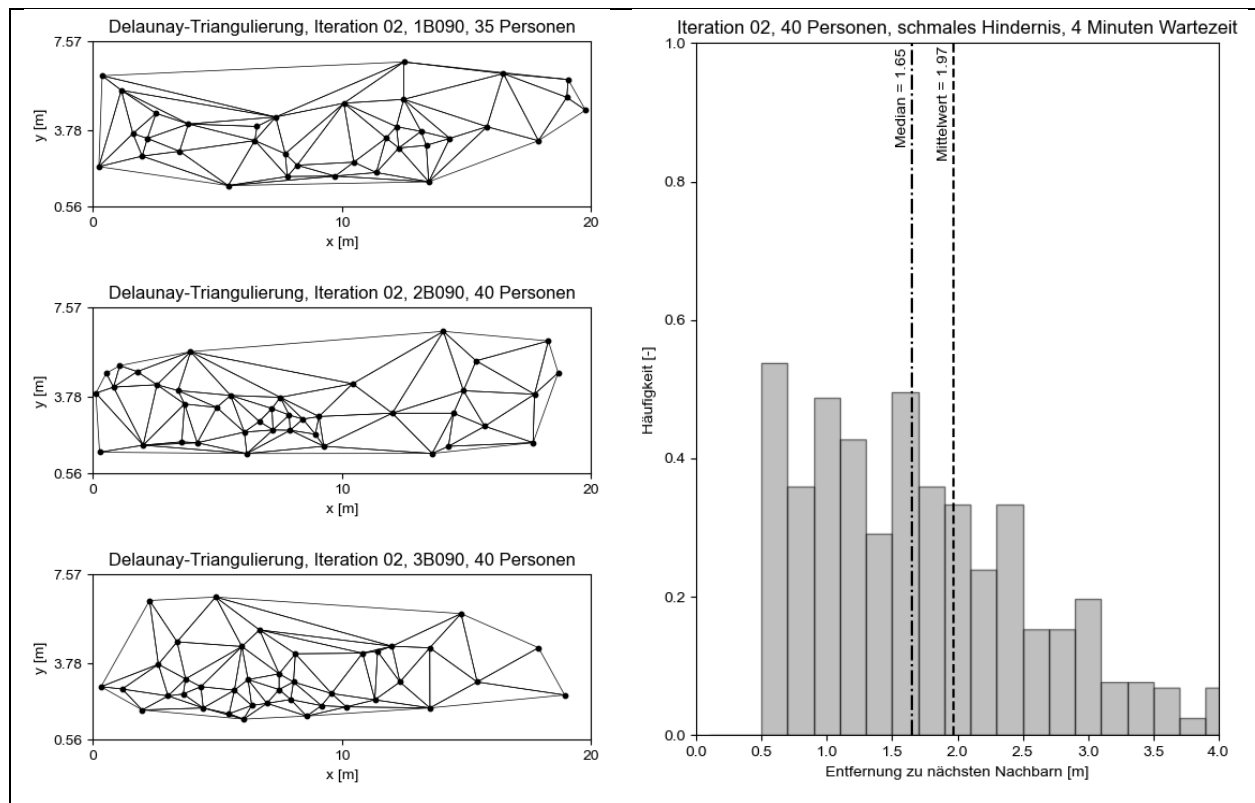 Delaunay-Triangulierung, Iteration 02, 1B090, 35 Personen
7.57
3.78
0.56
y [m]
0
10
20
x [m]
Delaunay-Triangulierung, Iteration 02, 2B090, 40 Personen
7.57
3.78
0.56
y [m]
0
10
20
x [m]
Delaunay-Triangulierung, Iteration 02, 3B090, 40 Personen
7.57
3.78
0.56
y [m]
0
10
20
x [m]
Iteration 02, 40 Personen, schmales Hindernis, 4 Minuten Wartezeit
1.0
0.8
0.6
0.4
0.2
0.0
Häufigkeit [-]
Median = 1.65
Mittelwert = 1.97
0.0
0.5
1.0
1.5
2.0
2.5
3.0
3.5
4.0
Entfernung zu nächsten Nachbarn [m]